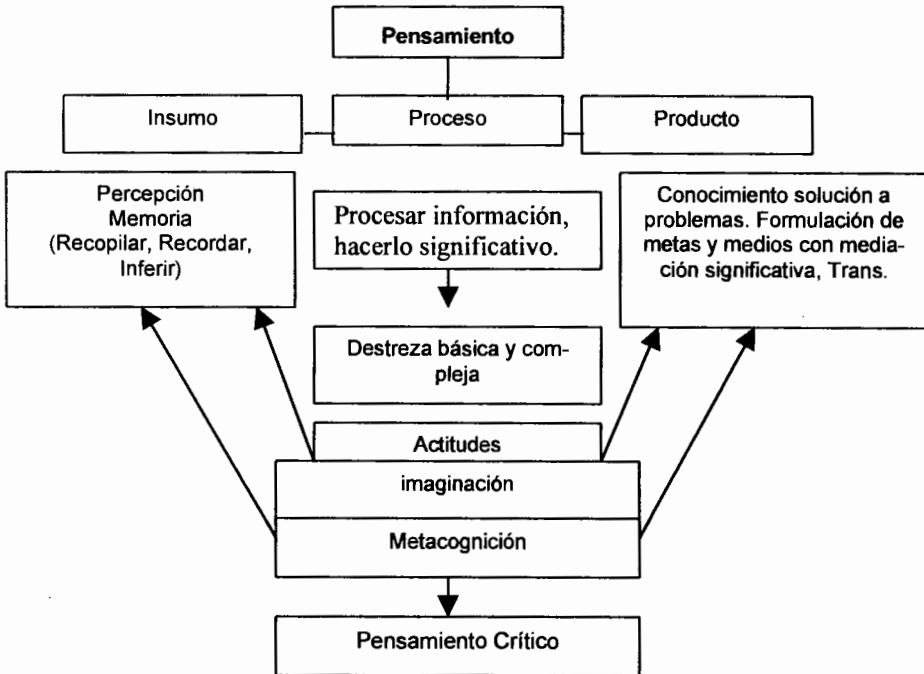 Pensamiento
Insumo
Proceso
Producto
Percepción
Memoria
(Recopilar, Recordar,
Inferir)
Procesar información,
hacerlo significativo.
Conocimiento solución a
problemas. Formulación de
metas y medios con media-
ción significativa, Trans.
Destreza básica y com-
pleja
Actitudes
imaginación
Metacognición
Pensamiento Crítico